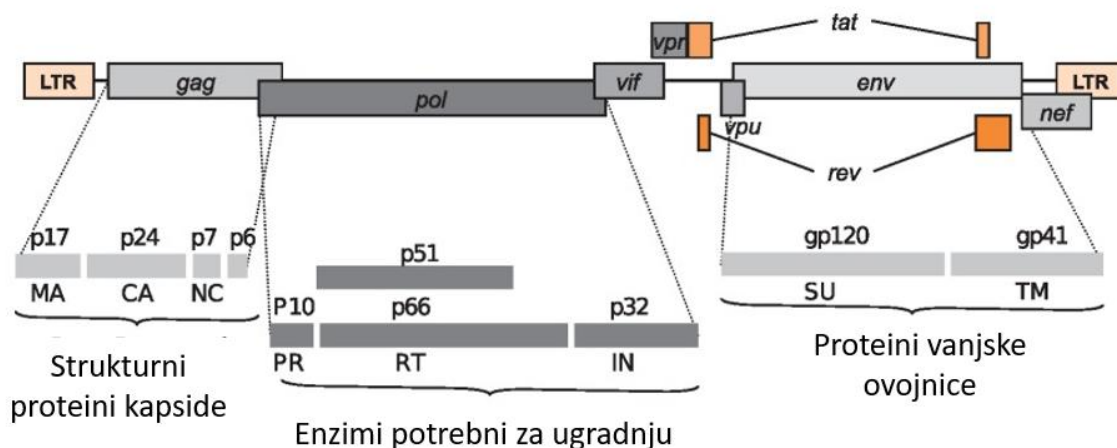 vpr tat
LTR gag pol vif env LTR
vpu nef
rev
p17 p24 p7 p6
MA CA NC
p51
P10 p66 p32
PR RT IN
gp120 gp41
SU TM
Strukturni
proteini kapside
Enzimi potrebni za ugradnju
Proteini vanjske
ovojnice